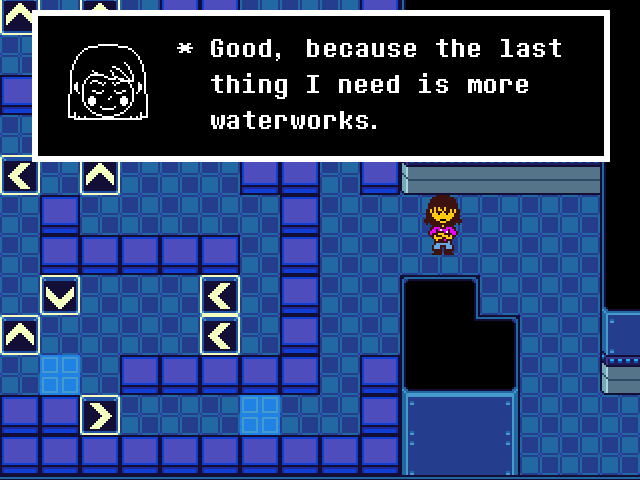 * Good, because the last
thing I need is more
waterworks.